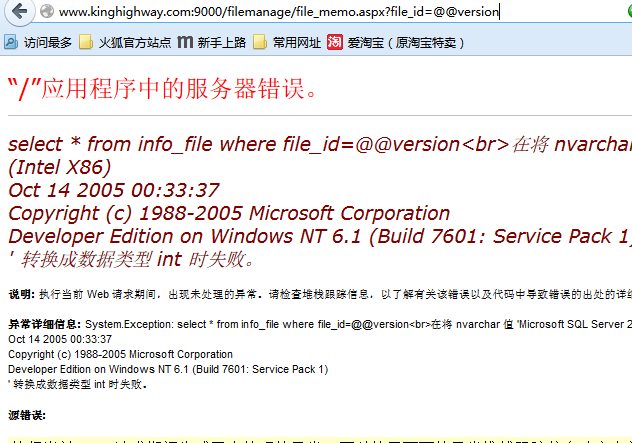 www.kinghighway.com:9000/filemanage/file_memo.aspx?file_id=@@version
访问最多 火狐官方站点 新手上路 常用网址 爱淘宝（原淘宝特卖）
“/”应用程序中的服务器错误。
select * from info_file where file_id=@@version<br>在将 nvarchar
(Intel X86)
Oct 14 2005 00:33:37
Copyright (c) 1988-2005 Microsoft Corporation
Developer Edition on Windows NT 6.1 (Build 7601: Service Pack 1)
' 转换成数据类型 int 时失败。
说明: 执行当前 Web 请求期间，出现未处理的异常。请检查堆栈跟踪信息，以了解有关该错误以及代码中导致错误的出处的详
异常详细信息: System.Exception: select * from info_file where file_id=@@version<br>在将 nvarchar 值 'Microsoft SQL Server 2
Oct 14 2005 00:33:37
Copyright (c) 1988-2005 Microsoft Corporation
Developer Edition on Windows NT 6.1 (Build 7601: Service Pack 1)
' 转换成数据类型 int 时失败。
源错误: